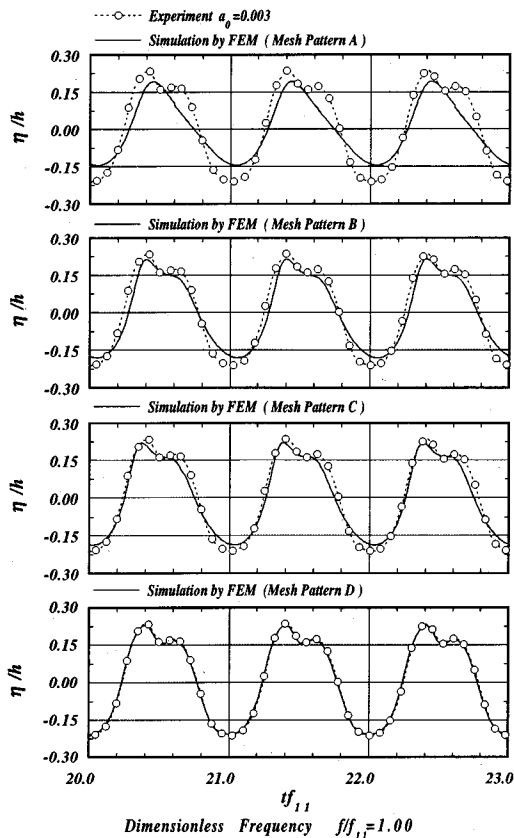 Experiment a0=0.003
Simulation by FEM ( Mesh Pattern A )
0.30
0.15
0.00
-0.15
-0.30
η/h
Simulation by FEM ( Mesh Pattern B )
0.30
0.15
0.00
-0.15
-0.30
η/h
Simulation by FEM ( Mesh Pattern C )
0.30
0.15
0.00
-0.15
-0.30
η/h
Simulation by FEM (Mesh Pattern D )
0.30
0.15
0.00
-0.15
-0.30
η/h
20.0 21.0 22.0 23.0
tf11
Dimensionless Frequency f/f11=1.00